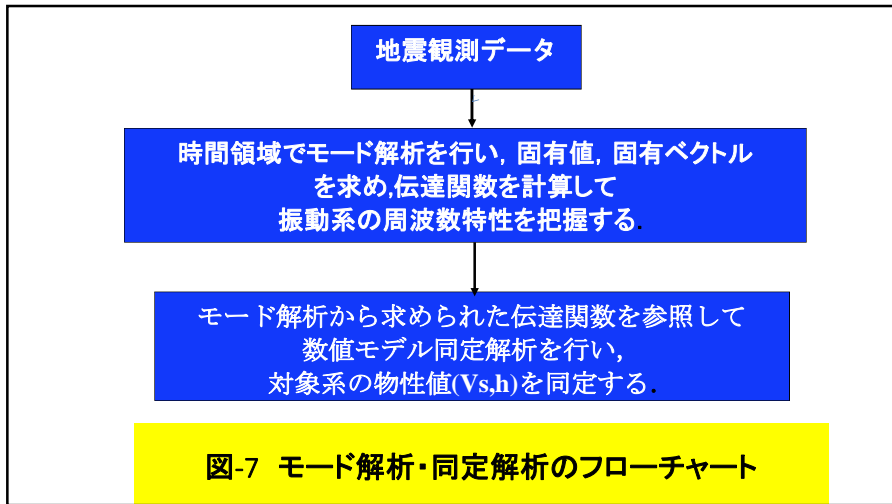 地震観測データ
時間領域でモード解析を行い, 固有値, 固有ベクトル
を求め,伝達関数を計算して
振動系の周波数特性を把握する.
モード解析から求められた伝達関数を参照して
数値モデル同定解析を行い,
対象系の物性値(Vs,h)を同定する.
図-7 モード解析・同定解析のフローチャート